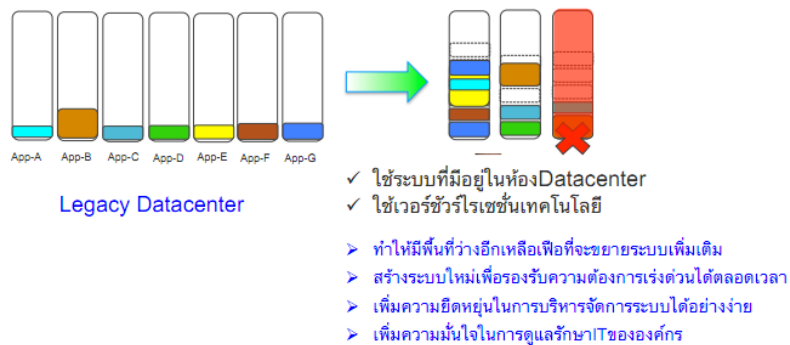 App-A App-B App-C App-D App-E App-F App-G
Legacy Datacenter
✓ ใช้ระบบที่มีอยู่ในห้องDatacenter
✓ ใช้เวอร์ชัวร์ไรเซชั่นเทคโนโลยี
➢ ทำให้มีพื้นที่ว่างอีกเหลือเฟือที่จะขยายระบบเพิ่มเติม
➢ สร้างระบบใหม่เพื่อรองรับความต้องการเร่งด่วนได้ตลอดเวลา
➢ เพิ่มความยืดหยุ่นในการบริหารจัดการระบบได้อย่างง่าย
➢ เพิ่มความมั่นใจในการดูแลรักษาITขององค์กร